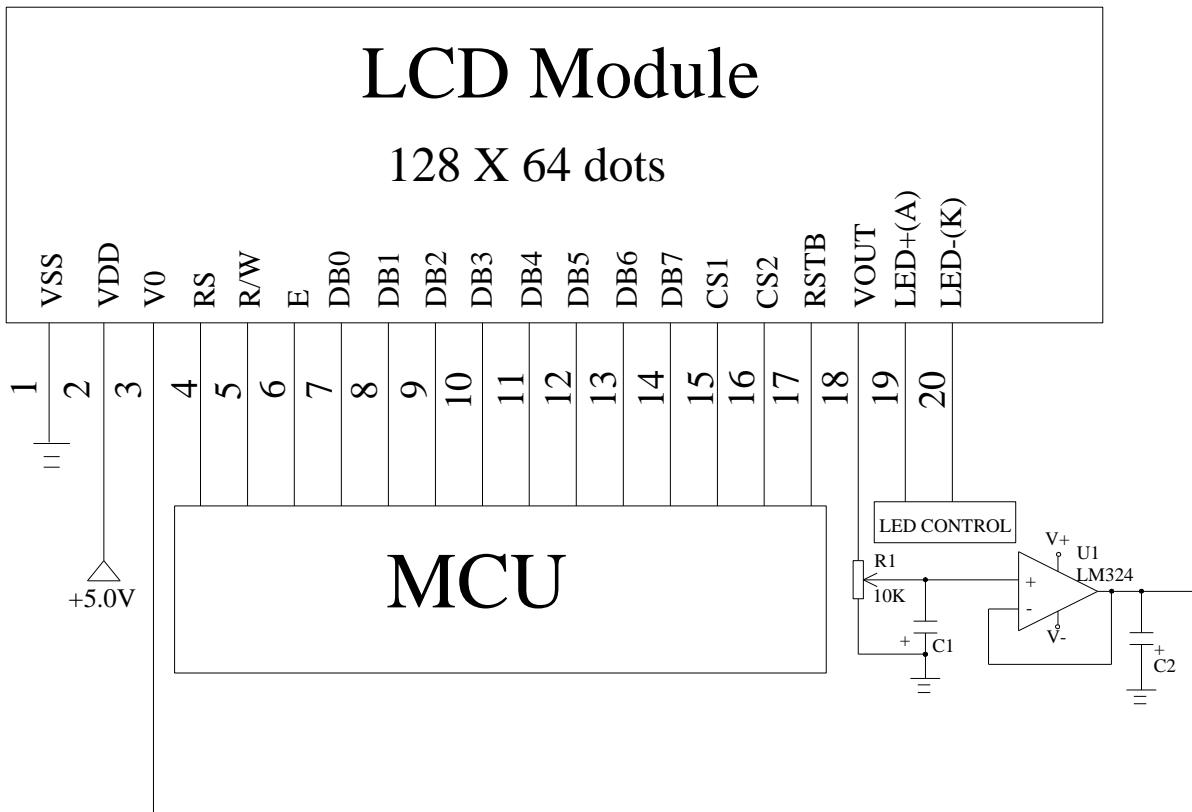 LCD Module
128 X 64 dots
VSS
VDD
V0
RS
R/W
E
DB0
DB1
DB2
DB3
DB4
DB5
DB6
DB7
CS1
CS2
RSTB
VOUT
LED+(A)
LED-(K)
1
2
3
4
5
6
7
8
9
10
11
12
13
14
15
16
17
18
19
20
LED CONTROL
+5.0V
MCU
R1
10K
+
C1
V+
U1
LM324
+
-
V-
+
C2